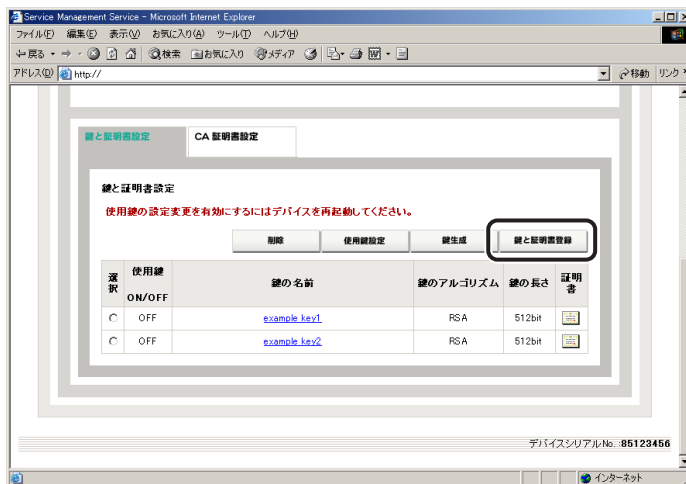 Service Management Service - Microsoft Internet Explorer
ファイル(F) 編集(E) 表示(V) お気に入り(A) ツール(T) ヘルプ(H)
戻る 検索 お気に入り メディア
アドレス(D) http:// 移動 リンク
鍵と証明書設定 CA 証明書設定
鍵と証明書設定
使用鍵の設定変更を有効にするにはデバイスを再起動してください。
削除 使用鍵設定 鍵生成 鍵と証明書登録
選択 使用鍵 ON/OFF 鍵の名前 鍵のアルゴリズム 鍵の長さ 証明書
OFF example key1 RSA 512bit
OFF example key2 RSA 512bit
デバイスシリアルNo. :85123456
インターネット